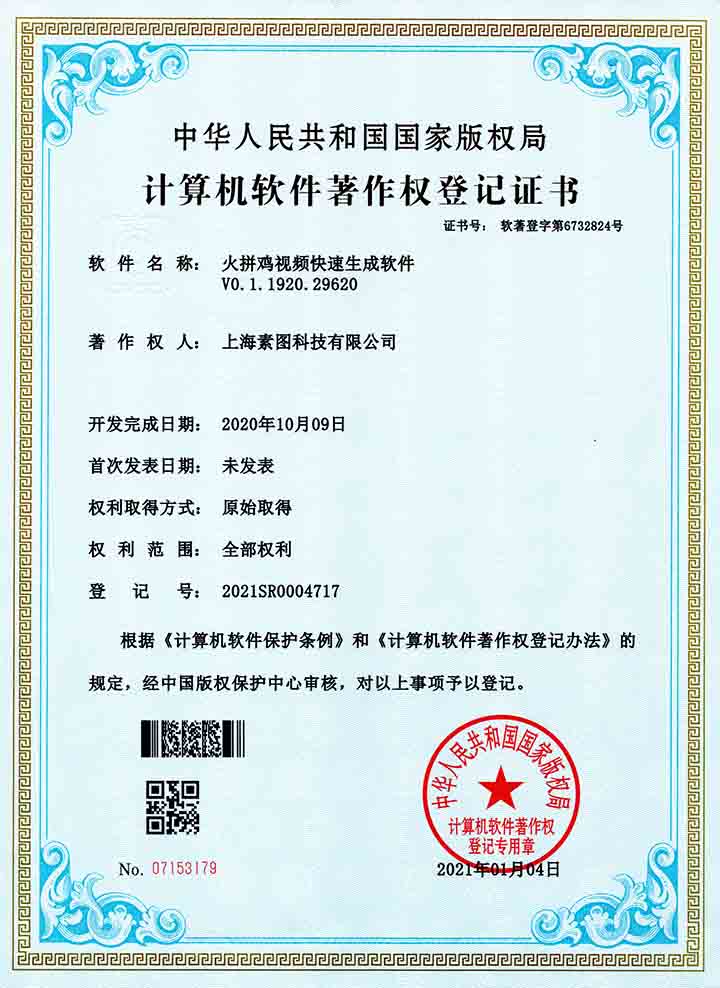 中华人民共和国国家版权局
计算机软件著作权登记证书
证书号： 软著登字第6732824号
软件名称： 火拼鸡视频快速生成软件
V0.1.1920.29620
著作权人： 上海素图科技有限公司
开发完成日期： 2020年10月09日
首次发表日期： 未发表
权利取得方式： 原始取得
权利范围： 全部权利
登记号： 2021SR0004717
根据《计算机软件保护条例》和《计算机软件著作权登记办法》的
规定，经中国版权保护中心审核，对以上事项予以登记。
中华人民共和国国家版权局
计算机软件著作权
登记专用章
No. 07153179
2021年01月04日